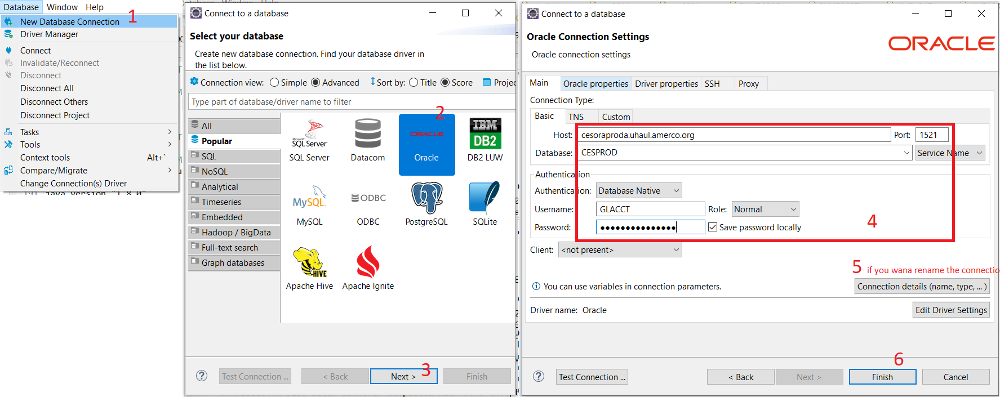 Database Window Help
New Database Connection 1
Driver Manager
Connect
Invalidate/Reconnect
Disconnect
Disconnect All
Disconnect Others
Disconnect Project
Tasks
Tools
Context tools Alt+`
Compare/Migrate
Change Connection(s) Driver
191 java version "1.8.0"
Connect to a database
Select your database
Create new database connection. Find your database driver in
the list below.
Connection view: Simple Advanced Sort by: Title Score Projec
Type part of database/driver name to filter
All
Popular
SQL
NoSQL
Analytical
Timeseries
Embedded
Hadoop / BigData
Full-text search
Graph databases
2
Microsoft
SQL Server
SQL Server
Datacom
ORACLE
Oracle
IBM
DB2
DB2 LUW
MySQL
MySQL
ODBC
ODBC
PostgreSQL
SQLite
HIVE
Apache Hive
Apache Ignite
3
? Test Connection ... < Back Next > Finish
Connect to a database
Oracle Connection Settings
Oracle connection settings
ORACLE
Main Oracle properties Driver properties SSH Proxy
Connection Type:
Basic TNS Custom
Host: cesoraproda.uhaul.amerco.org Port: 1521
Database: CESPROD Service Name
Authentication
Authentication: Database Native
Username: GLACCT Role: Normal
Password: ●●●●●●●●●●●●●●● Save password locally
4
Client: <not present>
5 if you wana rename the connectio
You can use variables in connection parameters. Connection details (name, type, ... )
Driver name: Oracle Edit Driver Settings
6
? Test Connection ... < Back Next > Finish Cancel